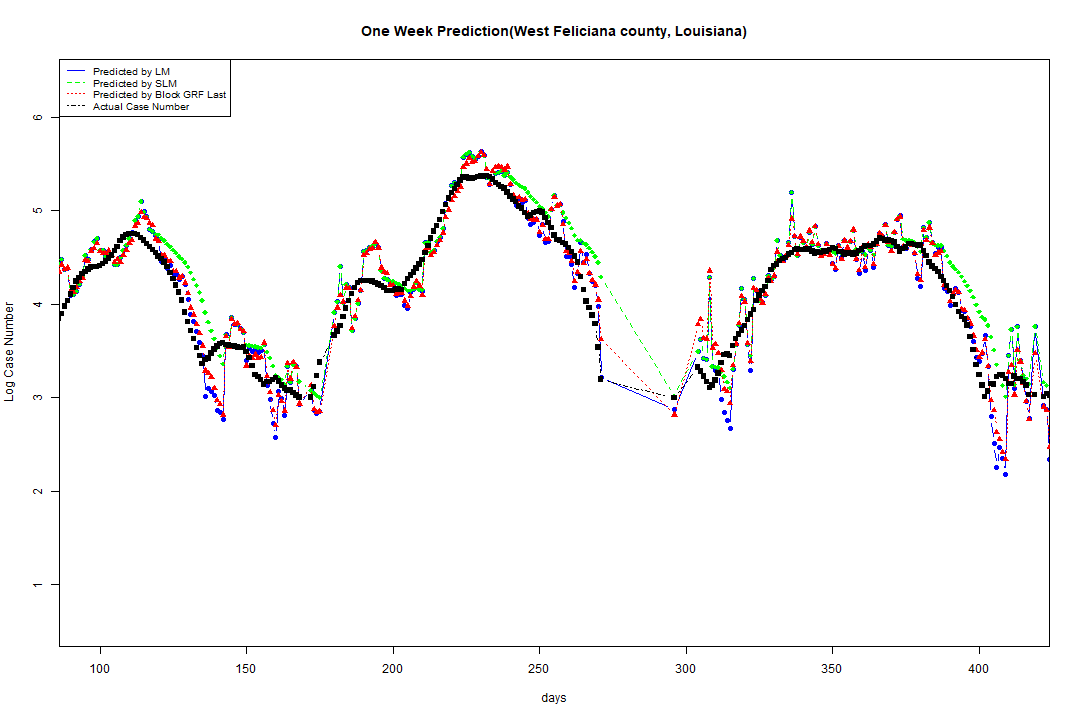 One Week Prediction(West Feliciana county, Louisiana)
Predicted by LM
Predicted by SLM
Predicted by Block GRF Last
Actual Case Number
Log Case Number
6
5
4
3
2
1
100 150 200 250 300 350 400
days